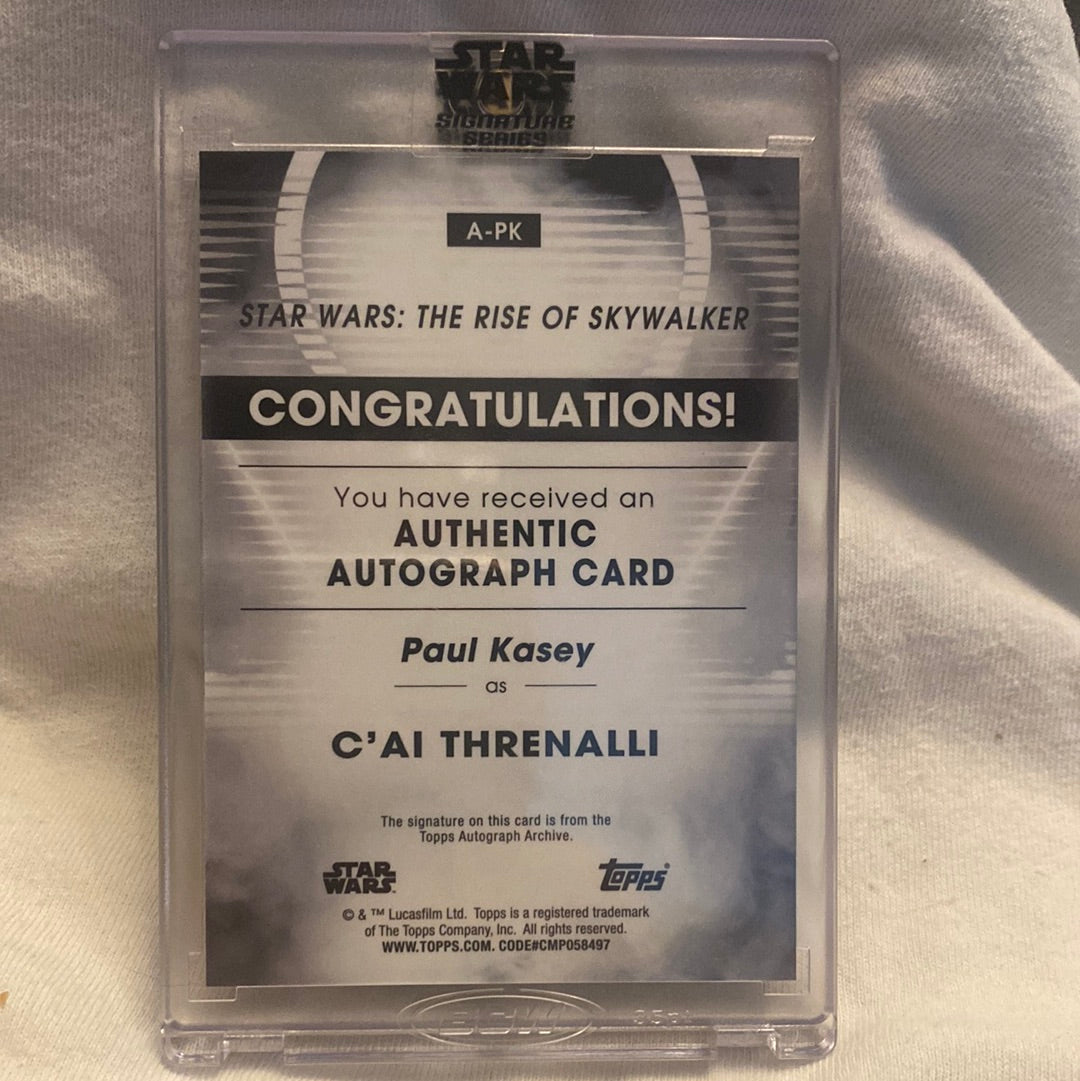 STAR
WARS
SIGNATURE
SERIES
A-PK
STAR WARS: THE RISE OF SKYWALKER
CONGRATULATIONS!
You have received an
AUTHENTIC
AUTOGRAPH CARD
Paul Kasey
as
C'AI THRENALLI
The signature on this card is from the
Topps Autograph Archive.
STAR
WARS
Topps®
© & ™ Lucasfilm Ltd. Topps is a registered trademark
of The Topps Company, Inc. All rights reserved.
WWW.TOPPS.COM. CODE#CMP058497
BCW